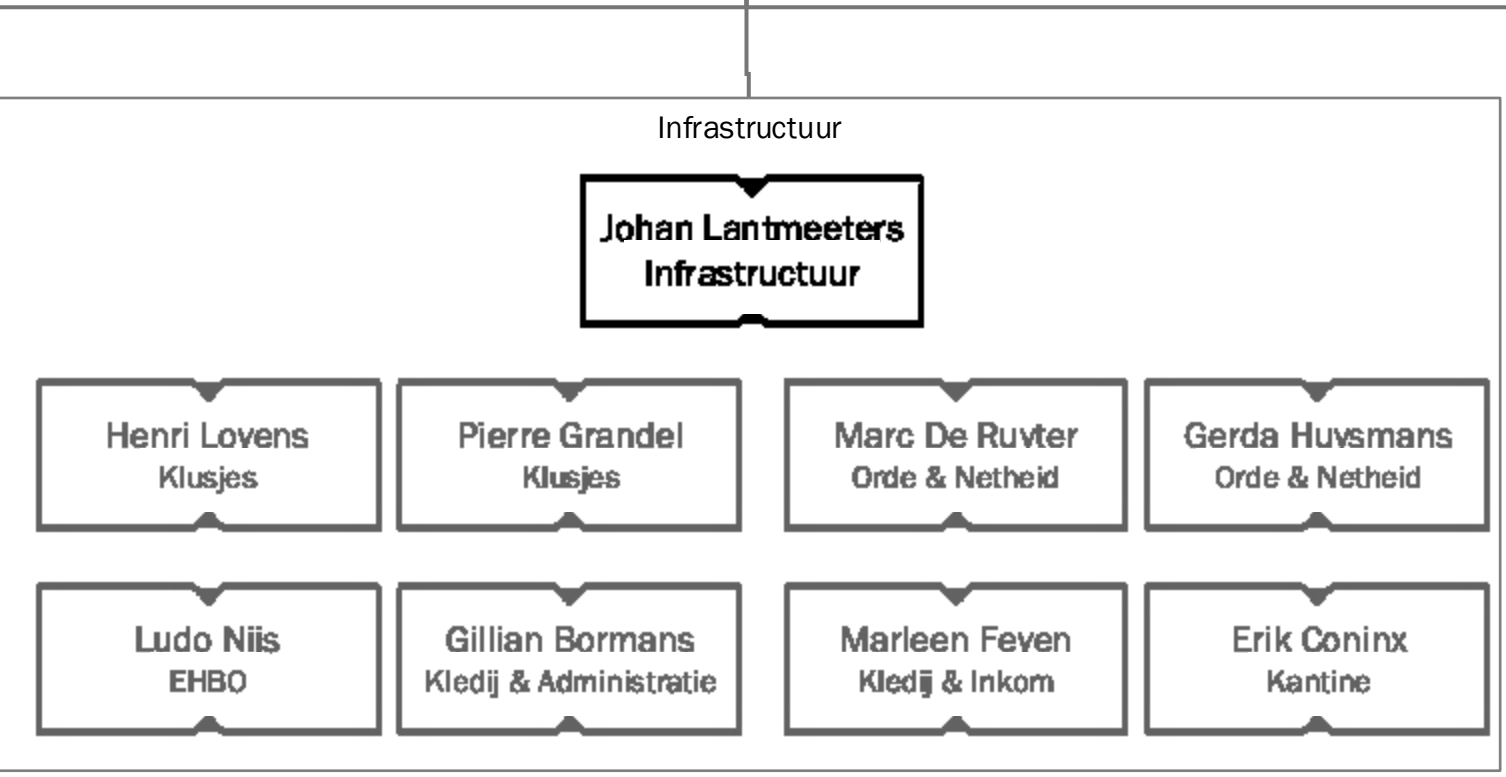 Infrastructuur
Johan Lantmeeters
Infrastructuur
Henri Lovens
Klusjes
Pierre Grandel
Klusjes
Marc De Ruyter
Orde & Netheid
Gerda Huysmans
Orde & Netheid
Ludo Nijs
EHBO
Gillian Bormans
Kledij & Administratie
Marleen Feyen
Kledij & Inkom
Erik Coninx
Kantine